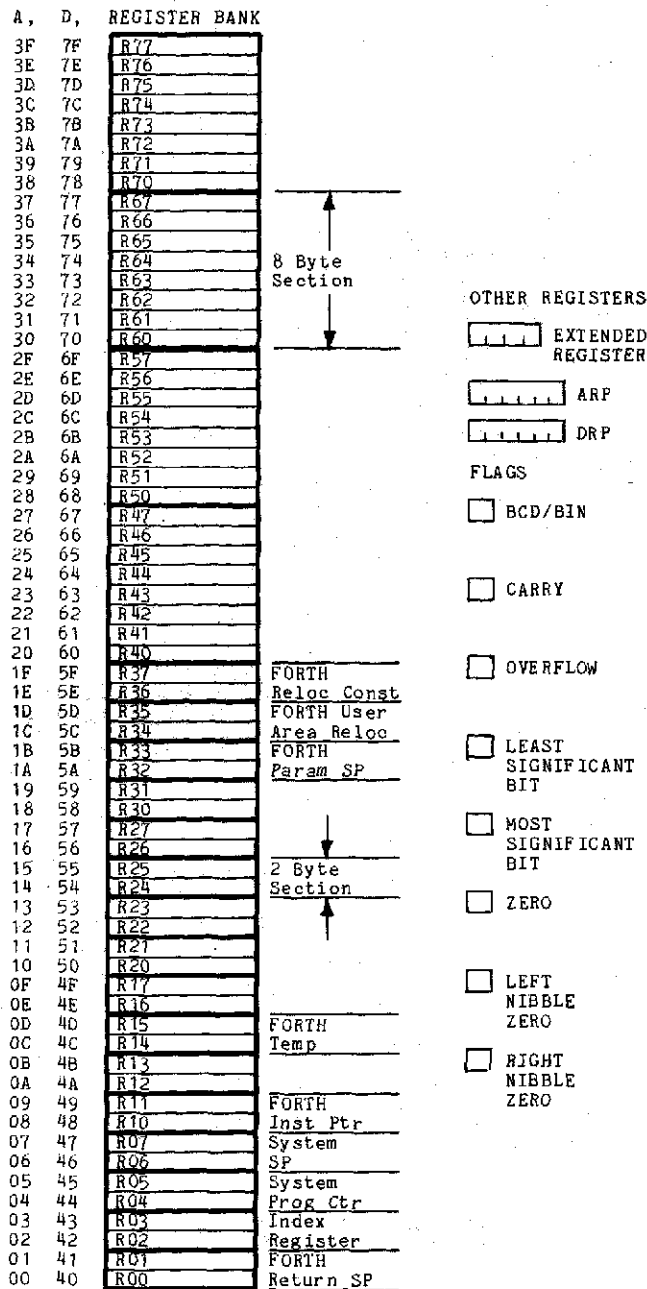 A, D, REGISTER BANK
3F 7F R77
3E 7E R76
3D 7D R75
3C 7C R74
3B 7B R73
3A 7A R72
39 79 R71
38 78 R70
37 77 R67
36 76 R66
35 75 R65
34 74 R64 8 Byte
33 73 R63 Section
32 72 R62
31 71 R61
30 70 R60
2F 6F R57
2E 6E R56
2D 6D R55
2C 6C R54
2B 6B R53
2A 6A R52
29 69 R51
28 68 R50
27 67 R47
26 66 R46
25 65 R45
24 64 R44
23 63 R43
22 62 R42
21 61 R41
20 60 R40
1F 5F R37 FORTH
1E 5E R36 Reloc Const
1D 5D R35 FORTH User
1C 5C R34 Area Reloc
1B 5B R33 FORTH
1A 5A R32 Param SP
19 59 R31
18 58 R30
17 57 R27
16 56 R26
15 55 R25 2 Byte
14 54 R24 Section
13 53 R23
12 52 R22
11 51 R21
10 50 R20
0F 4F R17
0E 4E R16
0D 4D R15 FORTH
0C 4C R14 Temp
0B 4B R13
0A 4A R12
09 49 R11 FORTH
08 48 R10 Inst Ptr
07 47 R07 System
06 46 R06 SP
05 45 R05 System
04 44 R04 Prog Ctr
03 43 R03 Index
02 42 R02 Register
01 41 R01 FORTH
00 40 R00 Return SP
OTHER REGISTERS
EXTENDED
REGISTER
ARP
DRP
FLAGS
BCD/BIN
CARRY
OVERFLOW
LEAST
SIGNIFICANT
BIT
MOST
SIGNIFICANT
BIT
ZERO
LEFT
NIBBLE
ZERO
RIGHT
NIBBLE
ZERO